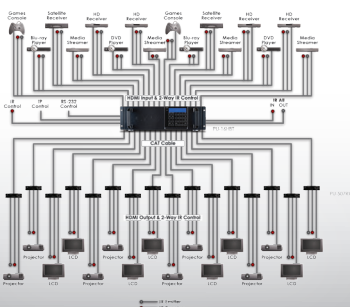 Games Console
Satellite Receiver
HD Receiver
HD Receiver
Games Console
Satellite Receiver
HD Receiver
HD Receiver
Blu-ray Player
Media Streamer
DVD Player
Media Streamer
Blu-ray Player
Media Streamer
DVD Player
Media Streamer
HDMI Input & 2-Way IR Control
IR Control
IP Control
RS-232 Control
IR IN
All OUT
CAT Cable
HDMI Output & 2-Way IR Control
Projector
LCD
Projector
LCD
Projector
LCD
Projector
LCD
Projector
LCD
Projector
LCD
Projector
LCD
Projector
LCD